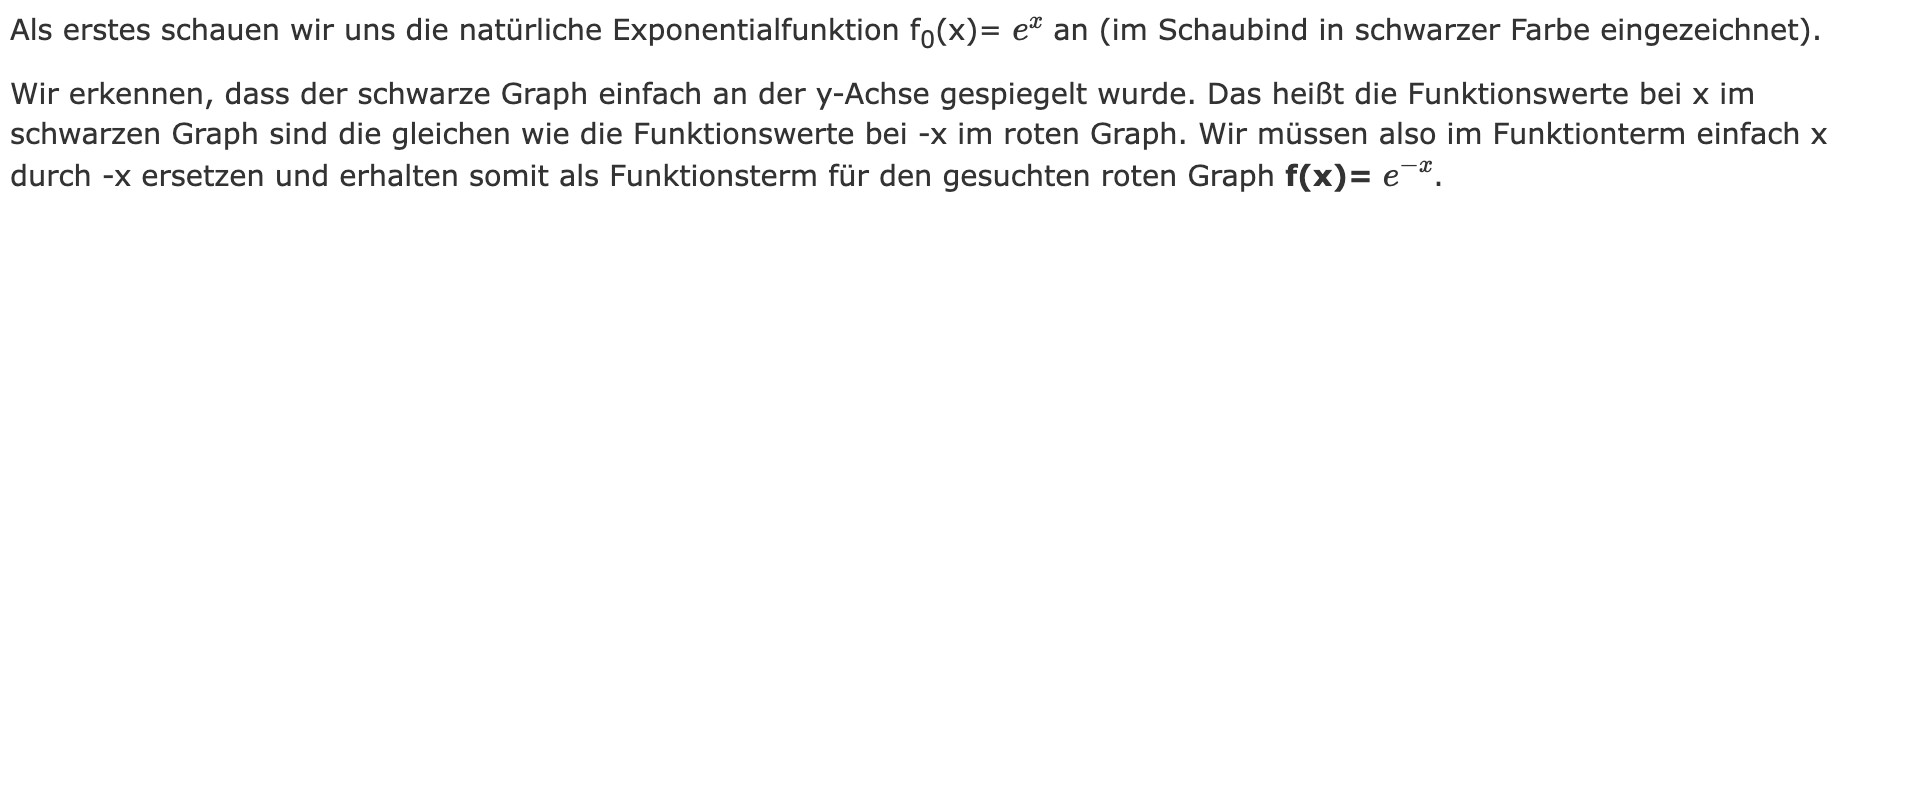 Als erstes schauen wir uns die natürliche Exponentialfunktion f₀(x)= eˣ an (im Schaubind in schwarzer Farbe eingezeichnet).
Wir erkennen, dass der schwarze Graph einfach an der y-Achse gespiegelt wurde. Das heißt die Funktionswerte bei x im
schwarzen Graph sind die gleichen wie die Funktionswerte bei -x im roten Graph. Wir müssen also im Funktionterm einfach x
durch -x ersetzen und erhalten somit als Funktionsterm für den gesuchten roten Graph f(x)= e⁻ˣ.